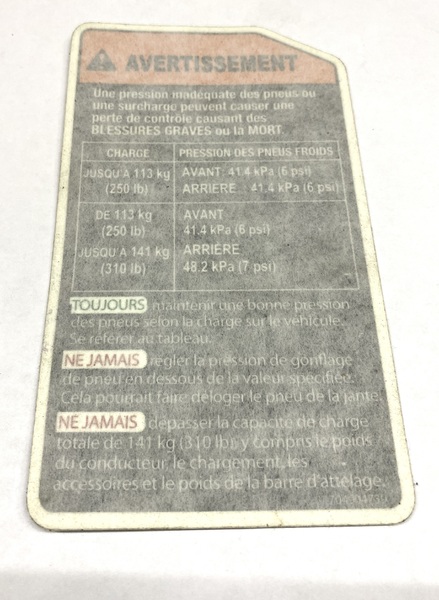 AVERTISSEMENT
Une pression inadéquate des pneus ou
une surcharge peuvent causer une
perte de contrôle causant des
BLESSURES GRAVES ou la MORT
CHARGE PRESSION DES PNEUS FROIDS
JUSQU'À 113 kg AVANT: 41.4 kPa (6 psi)
(250 lb) ARRIÈRE : 41.4 kPa (6 psi)
DE 113 kg AVANT
(250 lb) 41.4 kPa (6 psi)
JUSQU'À 141 kg ARRIÈRE
(310 lb) 48.2 kPa (7 psi)
TOUJOURS maintenir une bonne pression
des pneus selon la charge sur le véhicule.
Se référer au tableau.
NE JAMAIS régler la pression de gonflage
de pneu en dessous de la valeur spécifiée.
Cela pourrait faire déloger le pneu de la jante.
NE JAMAIS dépasser la capacité de charge
totale de 141 kg (310 lb), y compris le poids
du conducteur, le chargement, les
accessoires et le poids de la barre d'attelage.